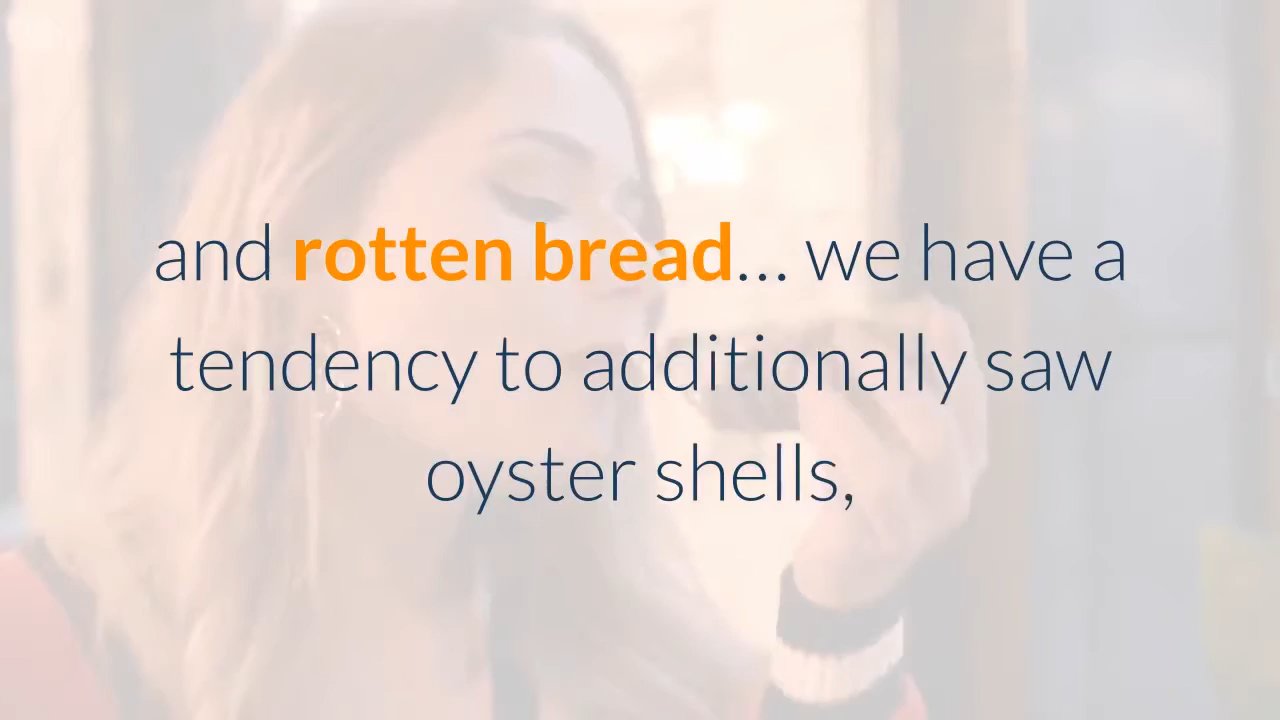 and rotten bread... we have a
tendency to additionally saw
oyster shells,